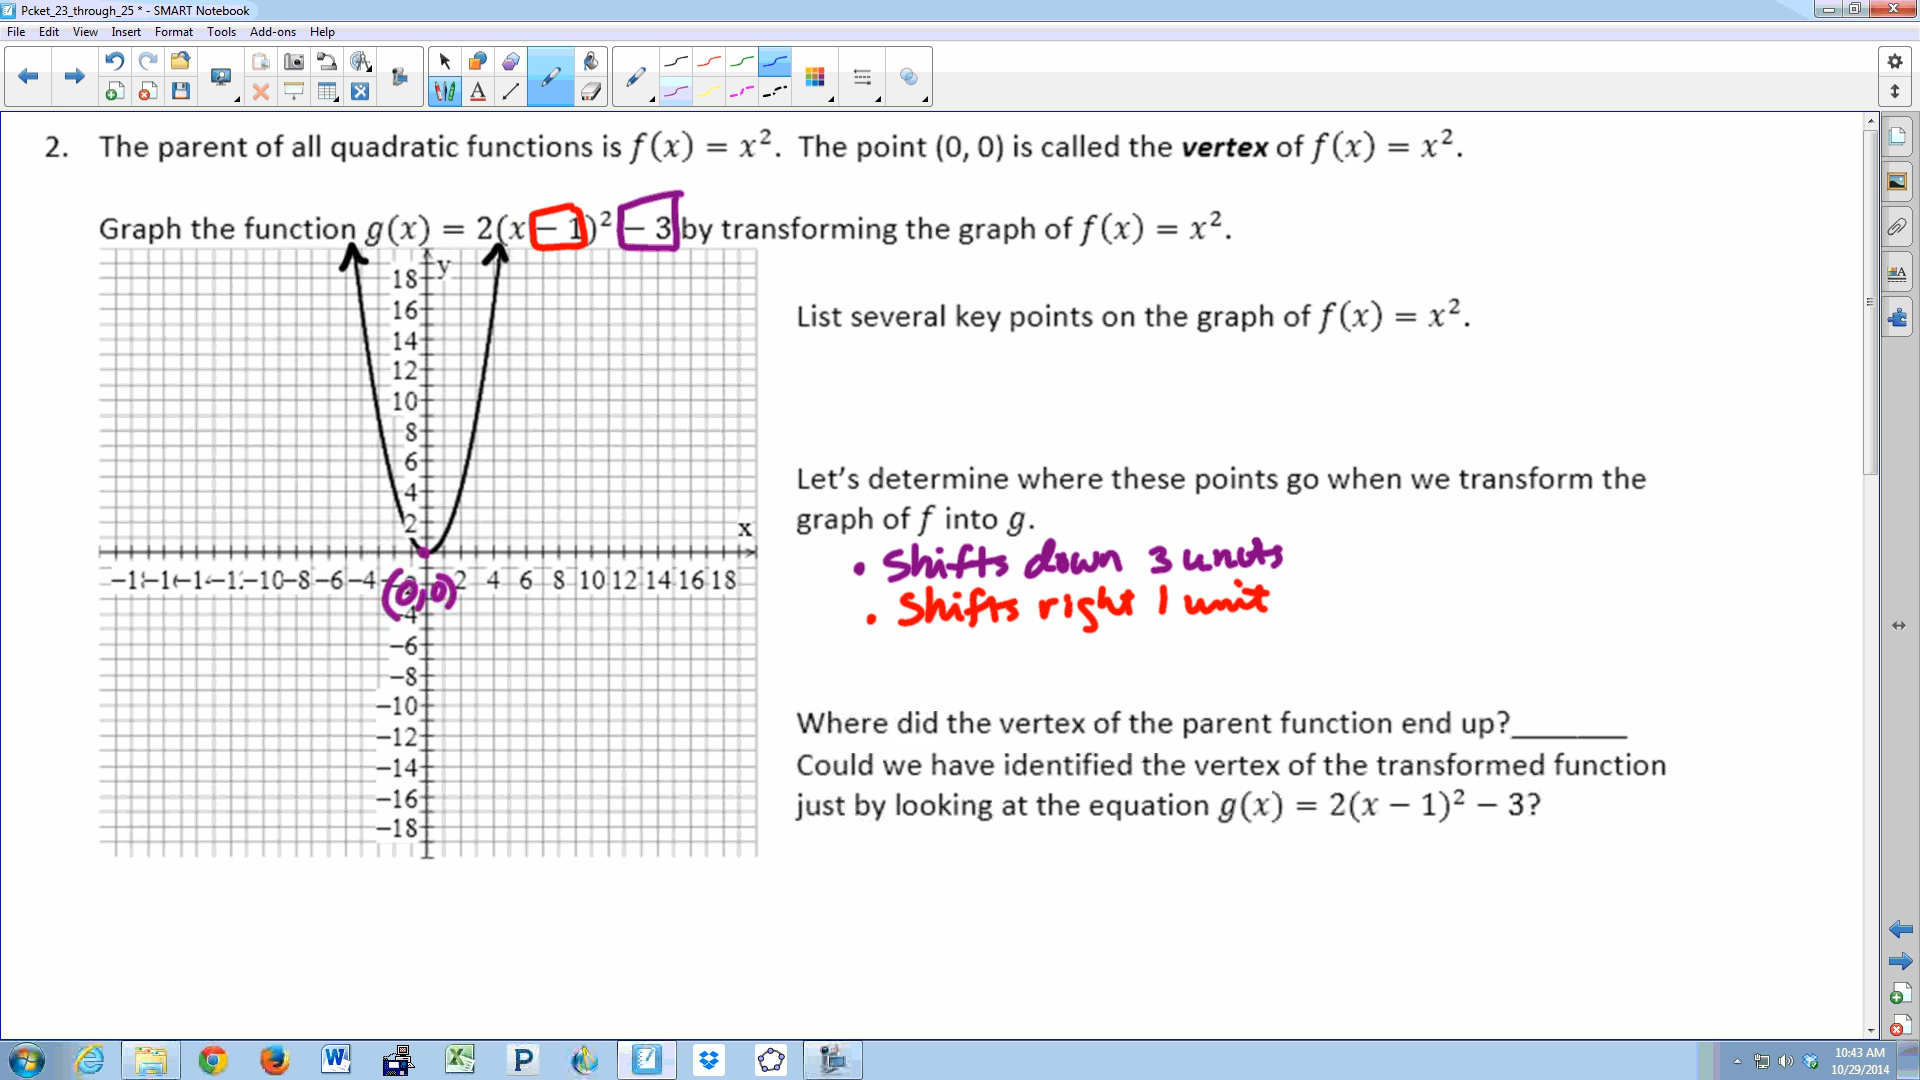 Pcket_23_through_25 * - SMART Notebook
File Edit View Insert Format Tools Add-ons Help
2. The parent of all quadratic functions is f(x) = x². The point (0, 0) is called the vertex of f(x) = x².
Graph the function g(x) = 2(x − 1)² − 3 by transforming the graph of f(x) = x².
y
18
16
14
12
10
8
6
4
2
x
−10 −8 −6 −4 2 4 6 8 10 12 14 16 18
(0,0)
−4
−6
−8
−10
−12
−14
−16
−18
List several key points on the graph of f(x) = x².
Let's determine where these points go when we transform the
graph of f into g.
• Shifts down 3 units
• Shifts right 1 unit
Where did the vertex of the parent function end up?_______
Could we have identified the vertex of the transformed function
just by looking at the equation g(x) = 2(x − 1)² − 3?
10:43 AM
10/29/2014